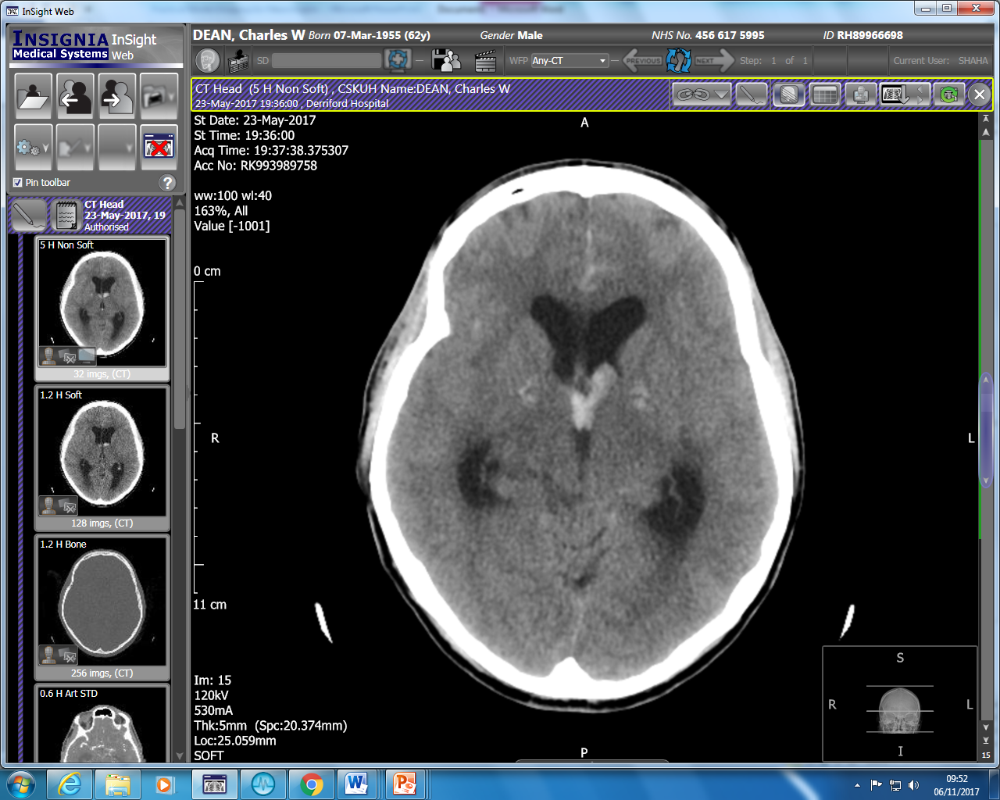 InSight Web
INSIGNIA InSight
Medical Systems Web
DEAN, Charles W Born 07-Mar-1955 (62y) Gender Male NHS No. 456 617 5995 ID RH89966698
SD WFP Any-CT PREVIOUS NEXT Step: 1 of 1 Current User: SHAHA
CT Head (5 H Non Soft) , CSKUH Name:DEAN, Charles W
23-May-2017 19:36:00 , Derriford Hospital
Pin toolbar ?
CT Head
23-May-2017, 19
Authorised
5 H Non Soft
32 imgs, (CT)
1.2 H Soft
128 imgs, (CT)
1.2 H Bone
256 imgs, (CT)
0.6 H Art STD
St Date: 23-May-2017
St Time: 19:36:00
Acq Time: 19:37:38.375307
Acc No: RK993989758
ww:100 wl:40
163%, All
Value [-1001]
A
0 cm
R
L
11 cm
Im: 15
120kV
530mA
Thk:5mm (Spc:20.374mm)
Loc:25.059mm
SOFT
P
S
R L
I
15
09:52
06/11/2017